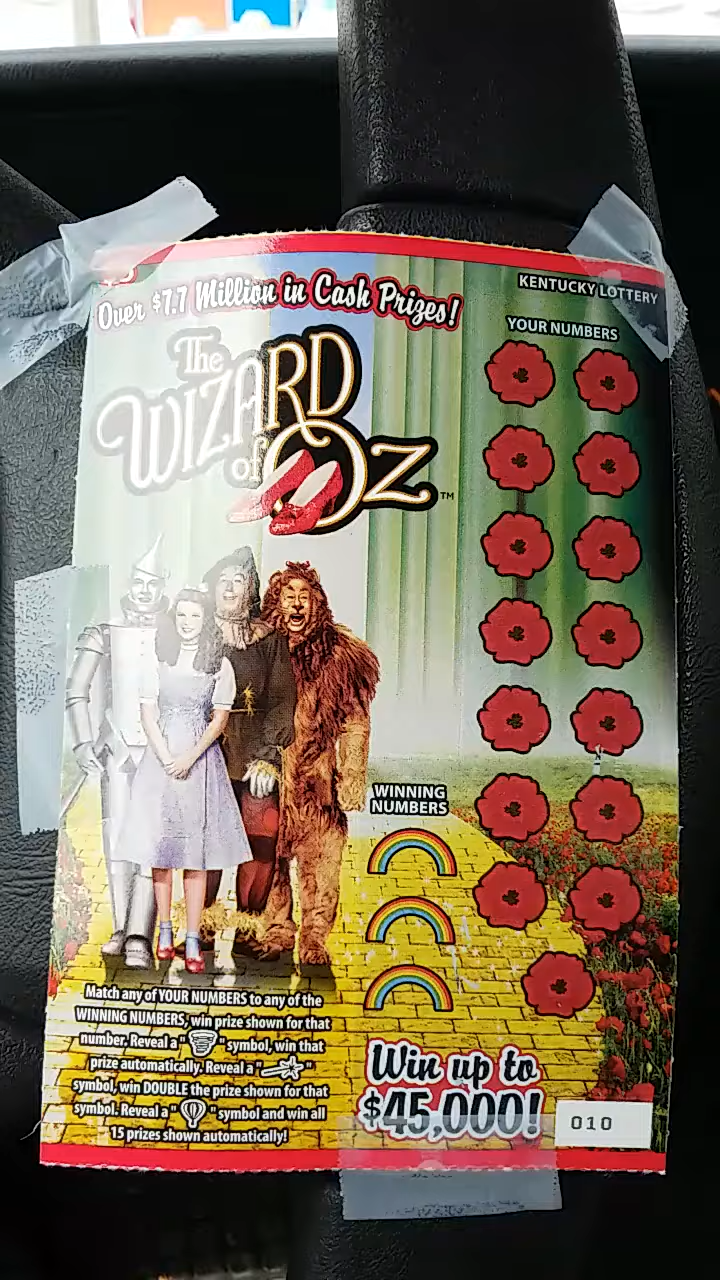 Over $7.7 Million in Cash Prizes!
KENTUCKY LOTTERY
The
WIZARD
of OZ™
YOUR NUMBERS
WINNING
NUMBERS
Match any of YOUR NUMBERS to any of the
WINNING NUMBERS, win prize shown for that
number. Reveal a " " symbol, win that
prize automatically. Reveal a " "
symbol, win DOUBLE the prize shown for that
symbol. Reveal a " " symbol and win all
15 prizes shown automatically!
Win up to
$45,000!
010